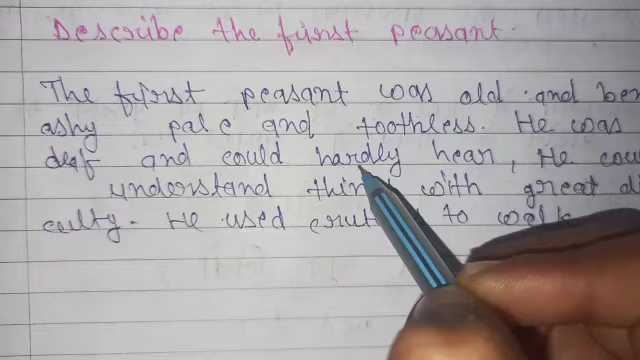 Describe the first peasant.
The first peasant was old and
ashy pale and toothless. He was
deaf and could hardly hear, He
understand with great
culty. He used to walk